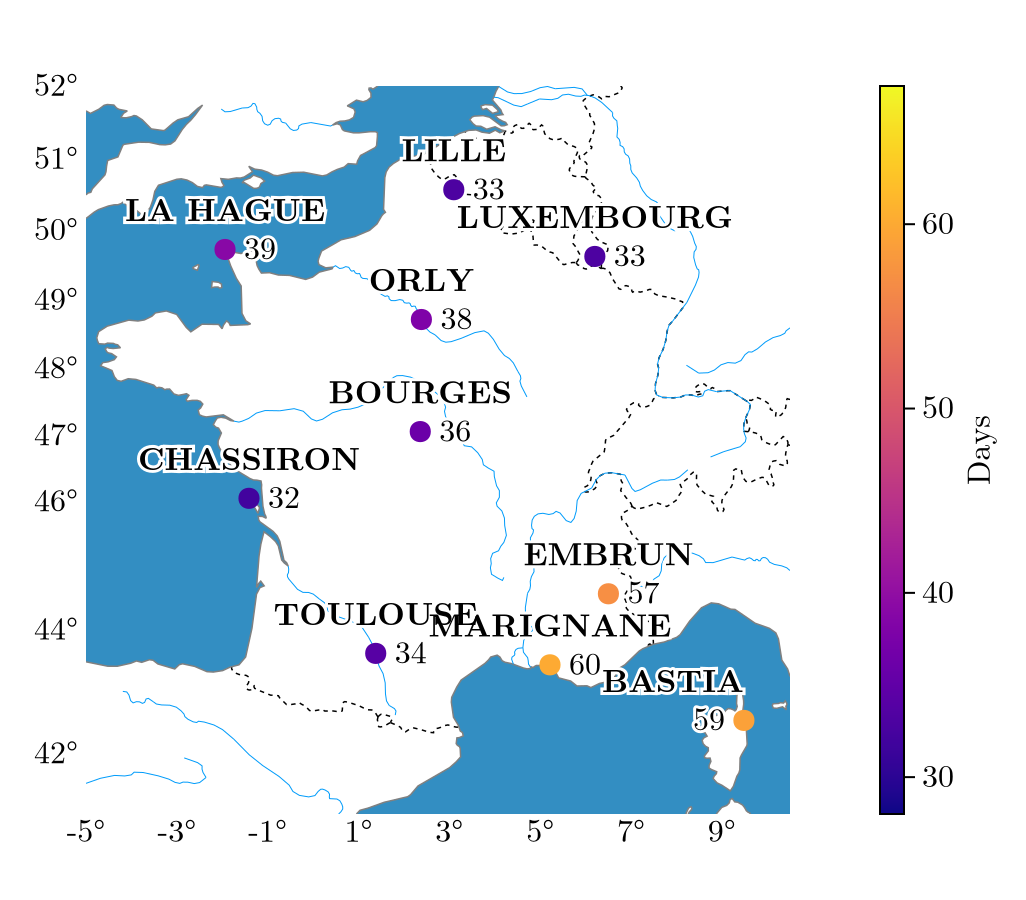 52°
51°
LILLE
33
LA HAGUE
LUXEMBOURG
50°
39
33
49°
ORLY
38
48°
BOURGES
47°
36
CHASSIRON
46°
32
EMBRUN
57
TOULOUSE
44°
MARIGNANE
34
60
BASTIA
59
42°
-5°
-3°
-1°
1°
3°
5°
7°
9°
60
50
40
30
Days